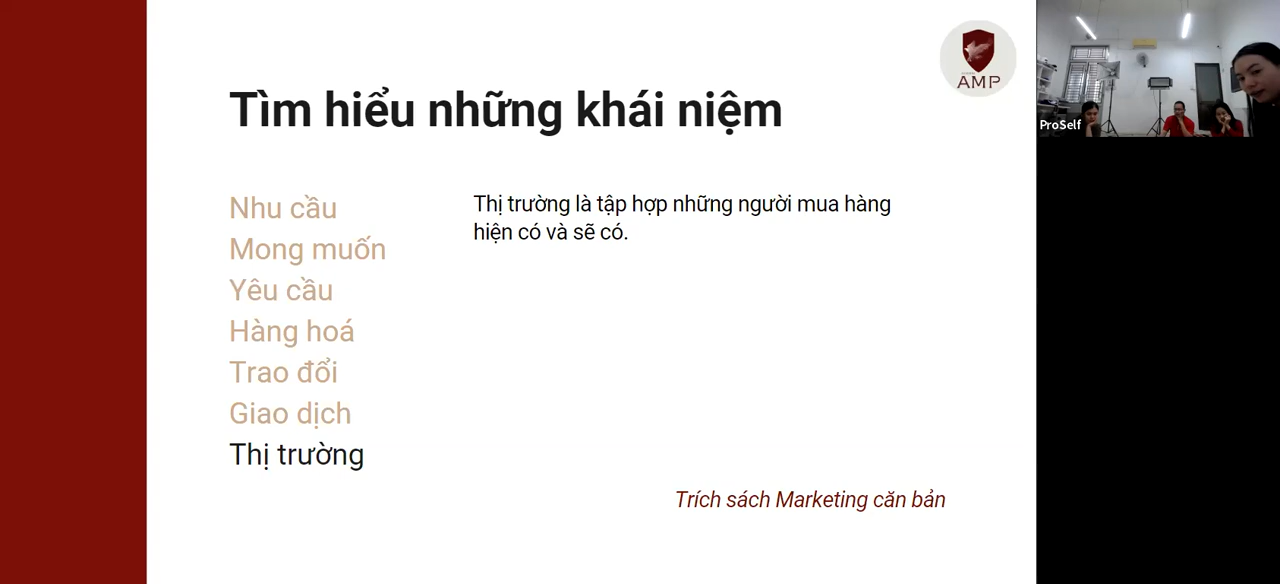 Tìm hiểu những khái niệm
Nhu cầu
Mong muốn
Yêu cầu
Hàng hoá
Trao đổi
Giao dịch
Thị trường
Thị trường là tập hợp những người mua hàng
hiện có và sẽ có.
Trích sách Marketing căn bản
AMP
ProSelf